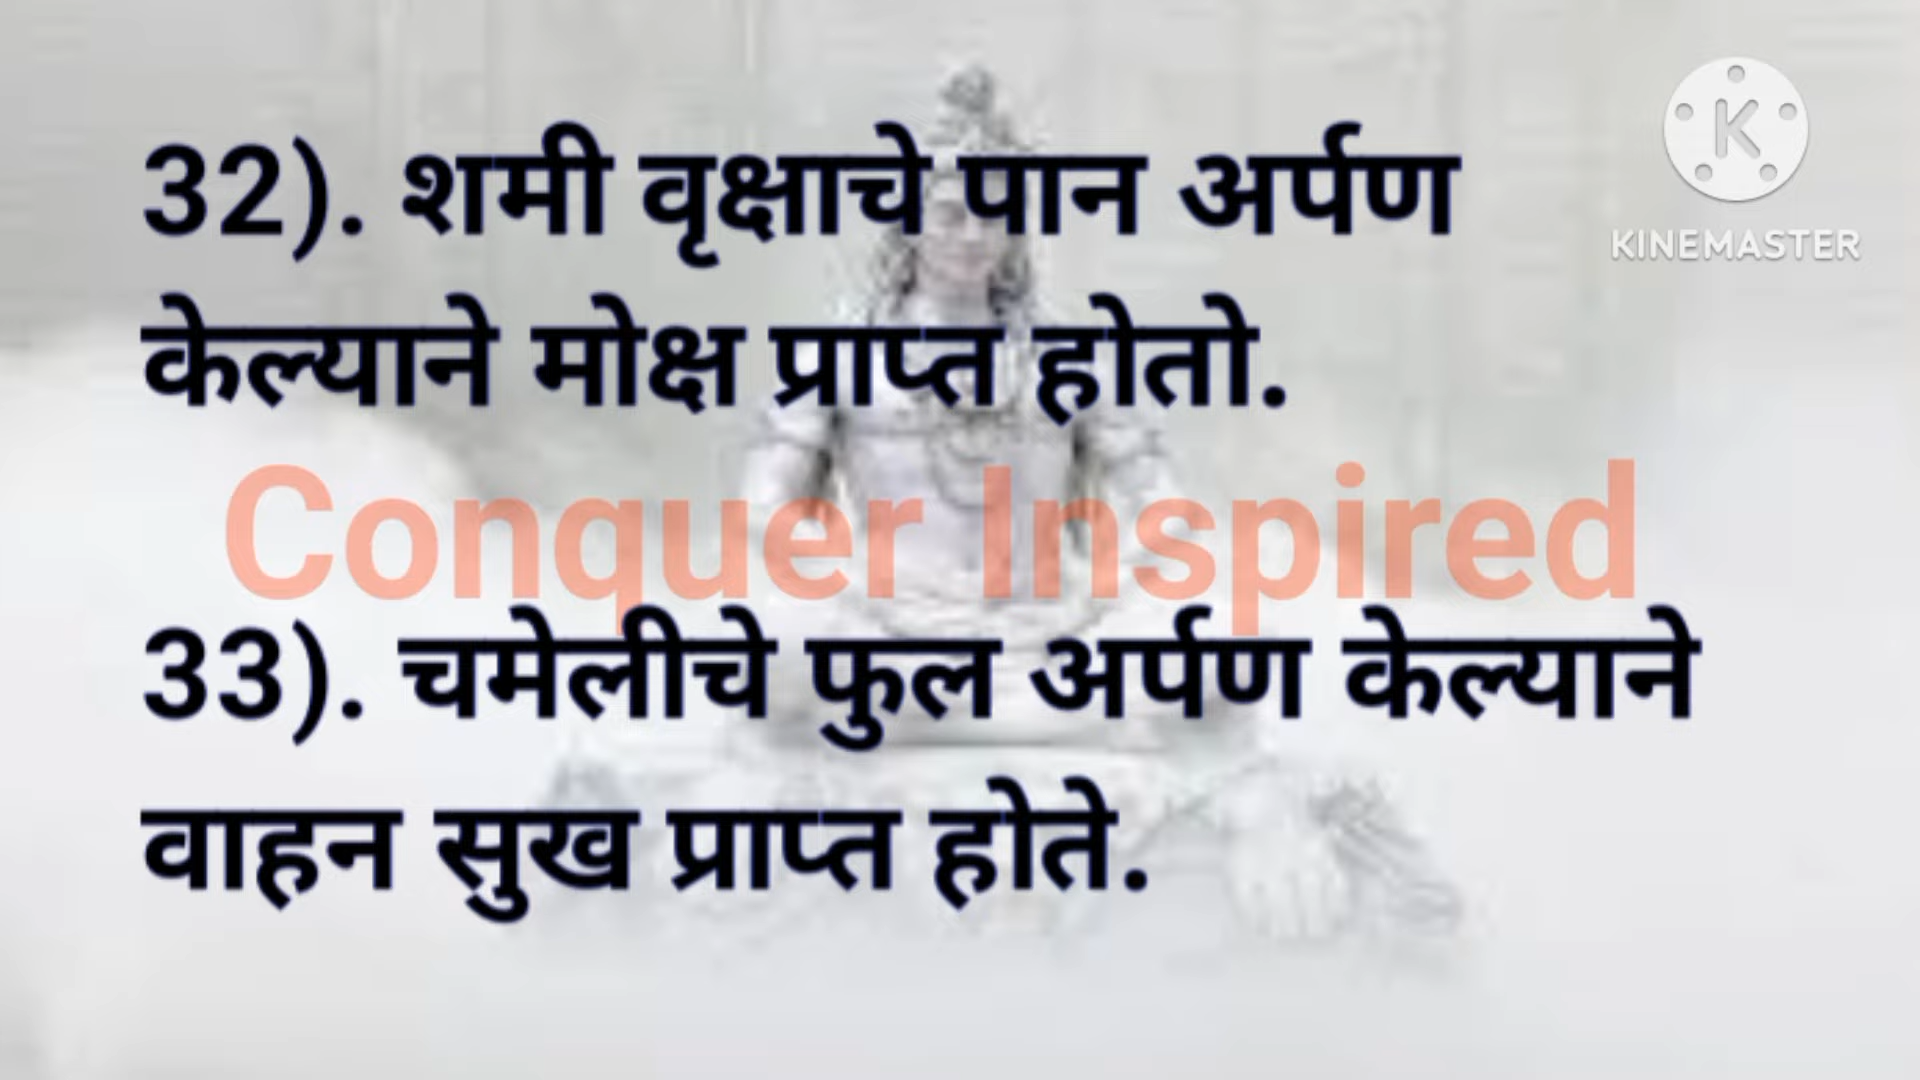 32). शमी वृक्षाचे पान अर्पण
केल्याने मोक्ष प्राप्त होतो.
Conquer Inspired
33). चमेलीचे फुल अर्पण केल्याने
वाहन सुख प्राप्त होते.
K
KINEMASTER